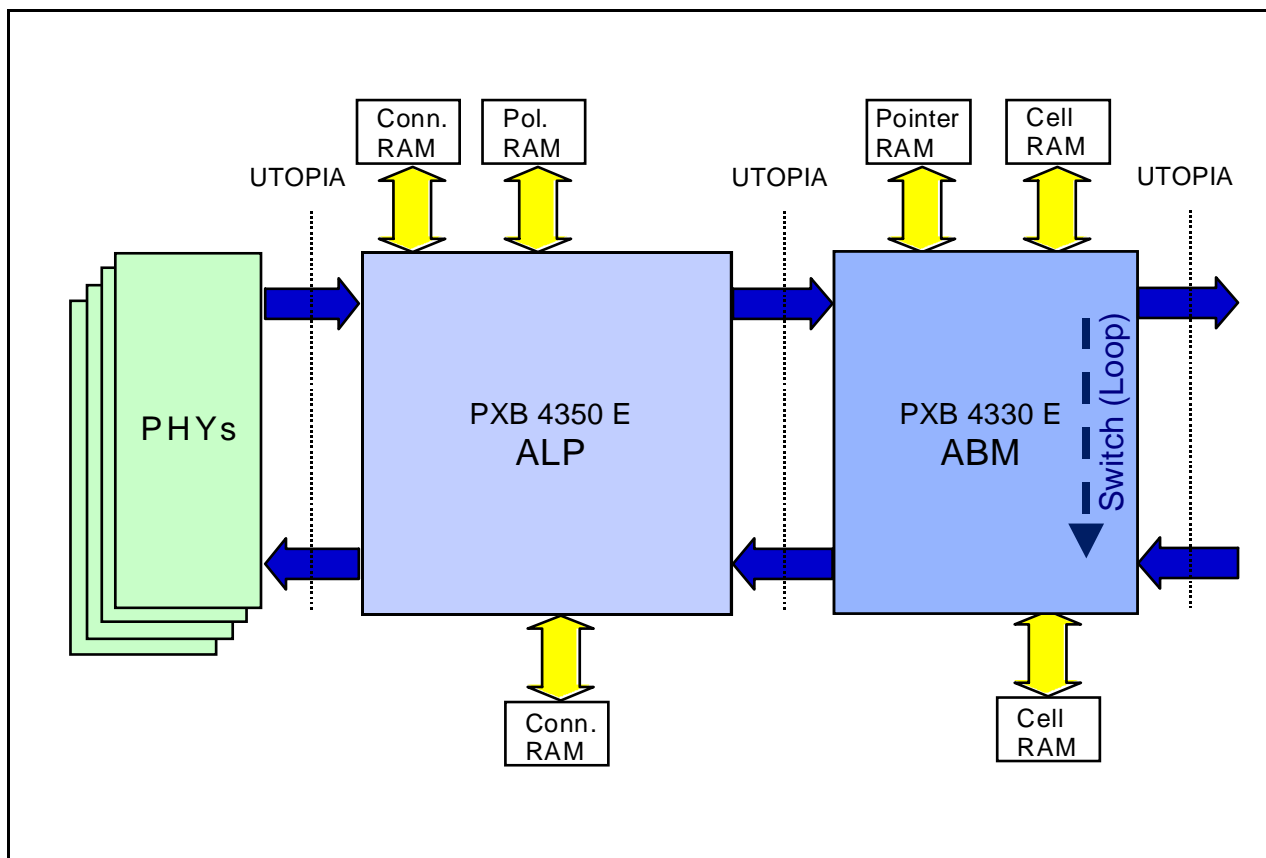 Conn.
RAM
Pol.
RAM
Pointer
RAM
Cell
RAM
UTOPIA
UTOPIA
UTOPIA
PHYs
PXB 4350 E
ALP
PXB 4330 E
ABM
Switch (Loop)
Conn.
RAM
Cell
RAM